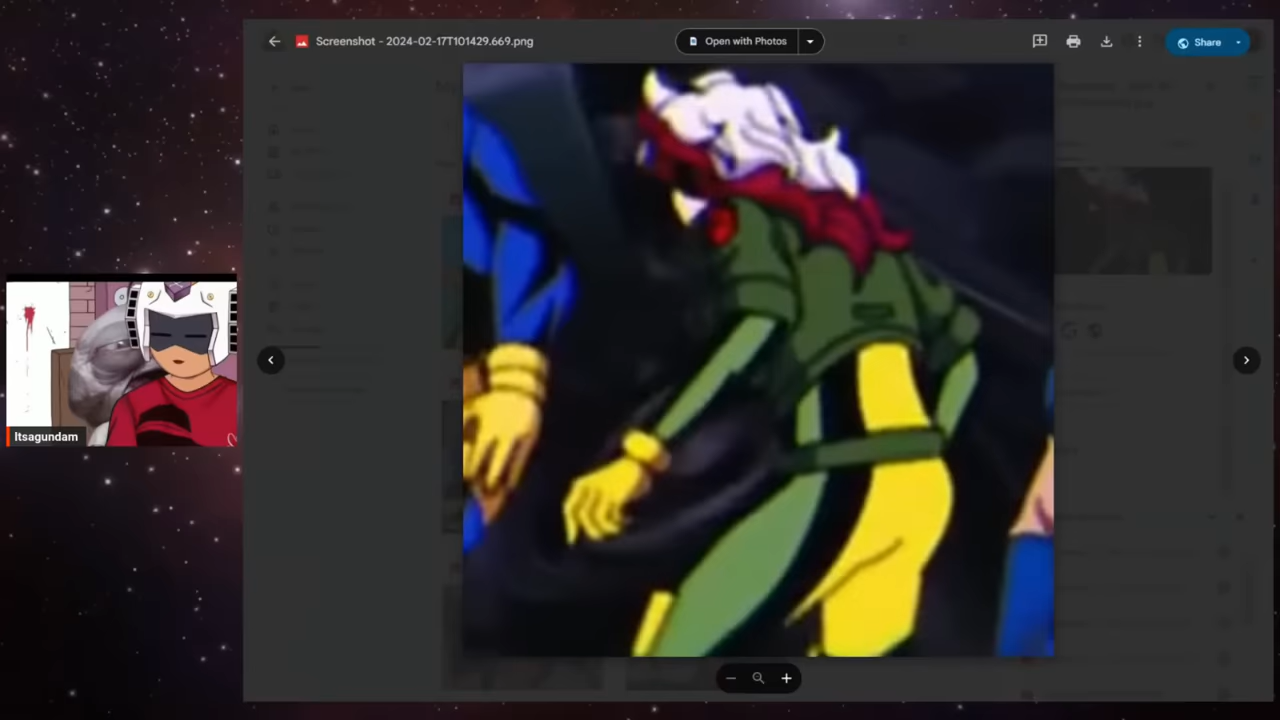 Screenshot - 2024-02-17T101429.669.png
Open with Photos
Share
Itsagundam